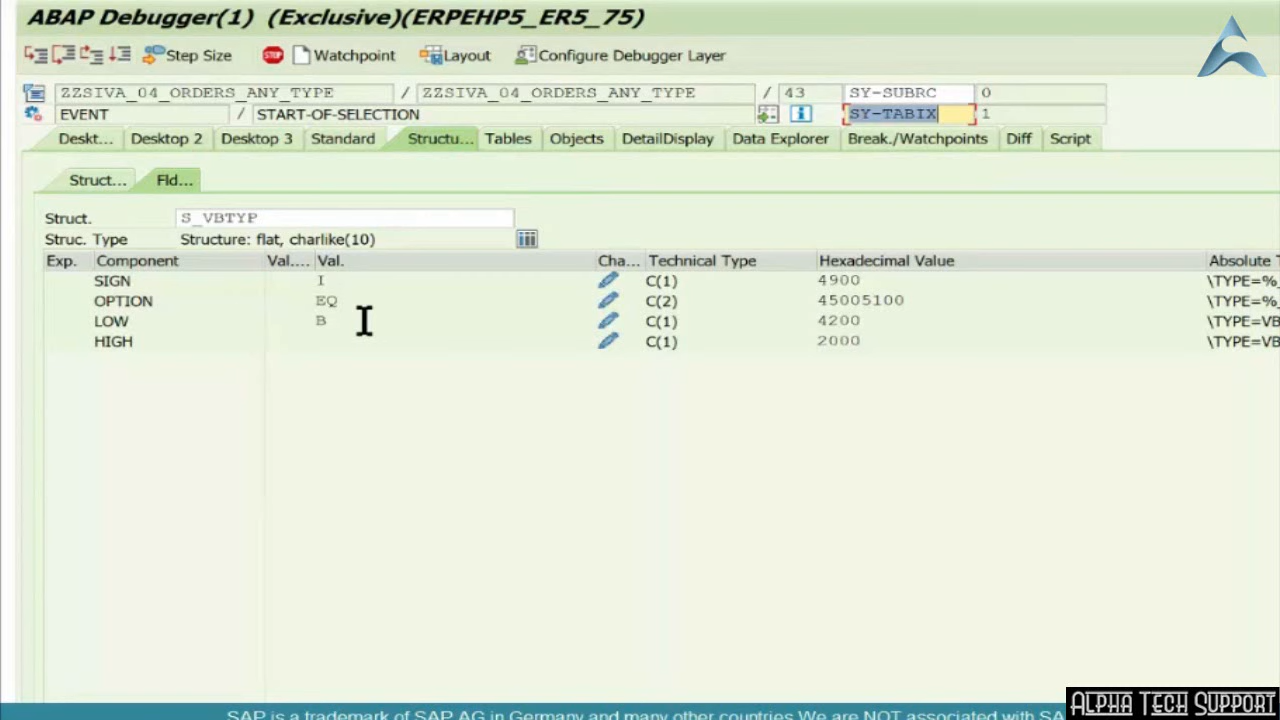 ABAP Debugger(1) (Exclusive)(ERPEHP5_ER5_75)
Step Size STOP Watchpoint Layout Configure Debugger Layer
ZZSIVA_04_ORDERS_ANY_TYPE / ZZSIVA_04_ORDERS_ANY_TYPE / 43 SY-SUBRC 0
EVENT / START-OF-SELECTION SY-TABIX 1
Deskt... Desktop 2 Desktop 3 Standard Structu... Tables Objects DetailDisplay Data Explorer Break./Watchpoints Diff Script
Struct... Fld...
Struct. S_VBTYP
Struc. Type Structure: flat, charlike(10)
Exp. Component Val.... Val. Cha... Technical Type Hexadecimal Value Absolute T
SIGN I C(1) 4900 \TYPE=%_
OPTION EQ C(2) 45005100 \TYPE=%_
LOW B C(1) 4200 \TYPE=VB
HIGH C(1) 2000 \TYPE=VB
SAP is a trademark of SAP AG in Germany and many other countries.We are NOT associated with SA
ALPHA TECH SUPPORT